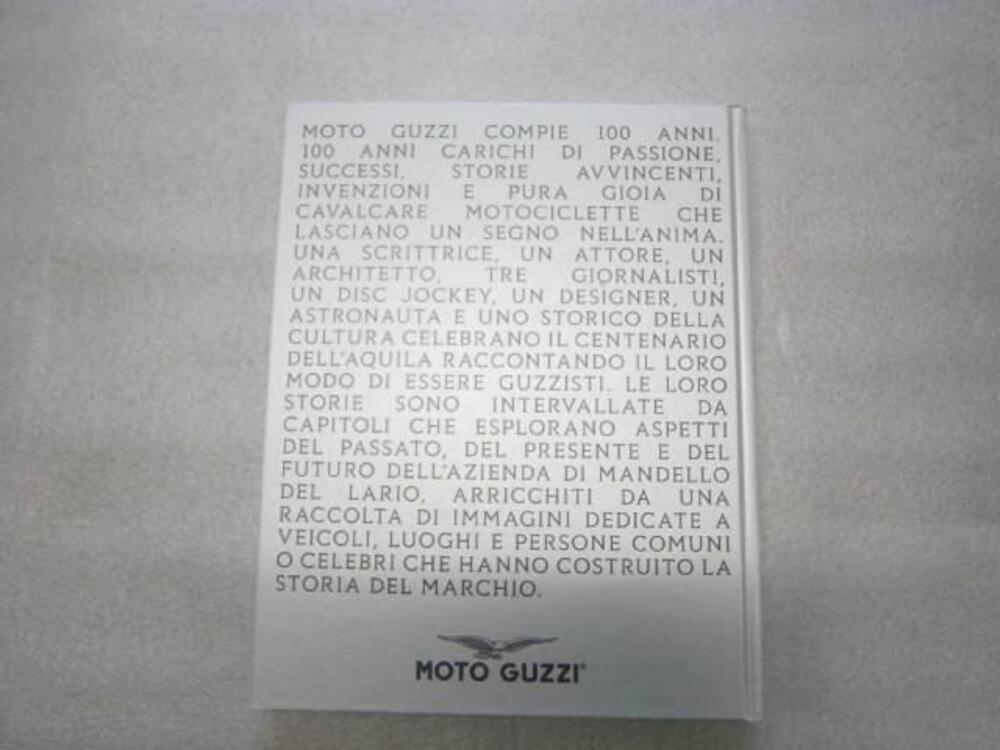 MOTO GUZZI COMPIE 100 ANNI.
100 ANNI CARICHI DI PASSIONE,
SUCCESSI, STORIE AVVINCENTI,
INVENZIONI E PURA GIOIA DI
CAVALCARE MOTOCICLETTE CHE
LASCIANO UN SEGNO NELL'ANIMA.
UNA SCRITTRICE, UN ATTORE, UN
ARCHITETTO, TRE GIORNALISTI,
UN DISC JOCKEY, UN DESIGNER, UN
ASTRONAUTA E UNO STORICO DELLA
CULTURA CELEBRANO IL CENTENARIO
DELL'AQUILA RACCONTANDO IL LORO
MODO DI ESSERE GUZZISTI. LE LORO
STORIE SONO INTERVALLATE DA
CAPITOLI CHE ESPLORANO ASPETTI
DEL PASSATO, DEL PRESENTE E DEL
FUTURO DELL'AZIENDA DI MANDELLO
DEL LARIO, ARRICCHITI DA UNA
RACCOLTA DI IMMAGINI DEDICATE A
VEICOLI, LUOGHI E PERSONE COMUNI
O CELEBRI CHE HANNO COSTRUITO LA
STORIA DEL MARCHIO.
MOTO GUZZI®